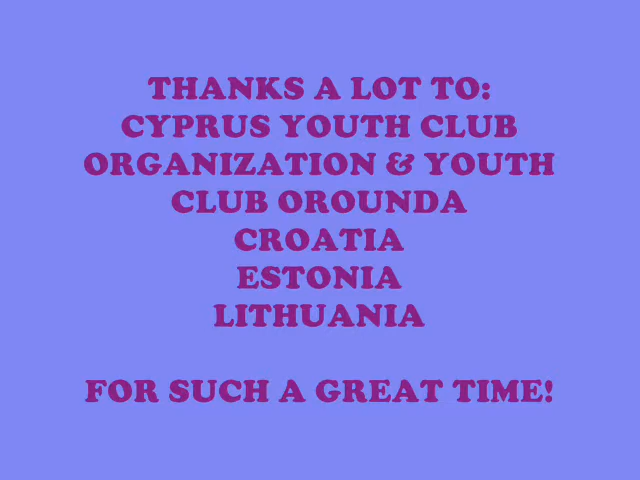 THANKS A LOT TO:
CYPRUS YOUTH CLUB
ORGANIZATION & YOUTH
CLUB OROUNDA
CROATIA
ESTONIA
LITHUANIA
FOR SUCH A GREAT TIME!